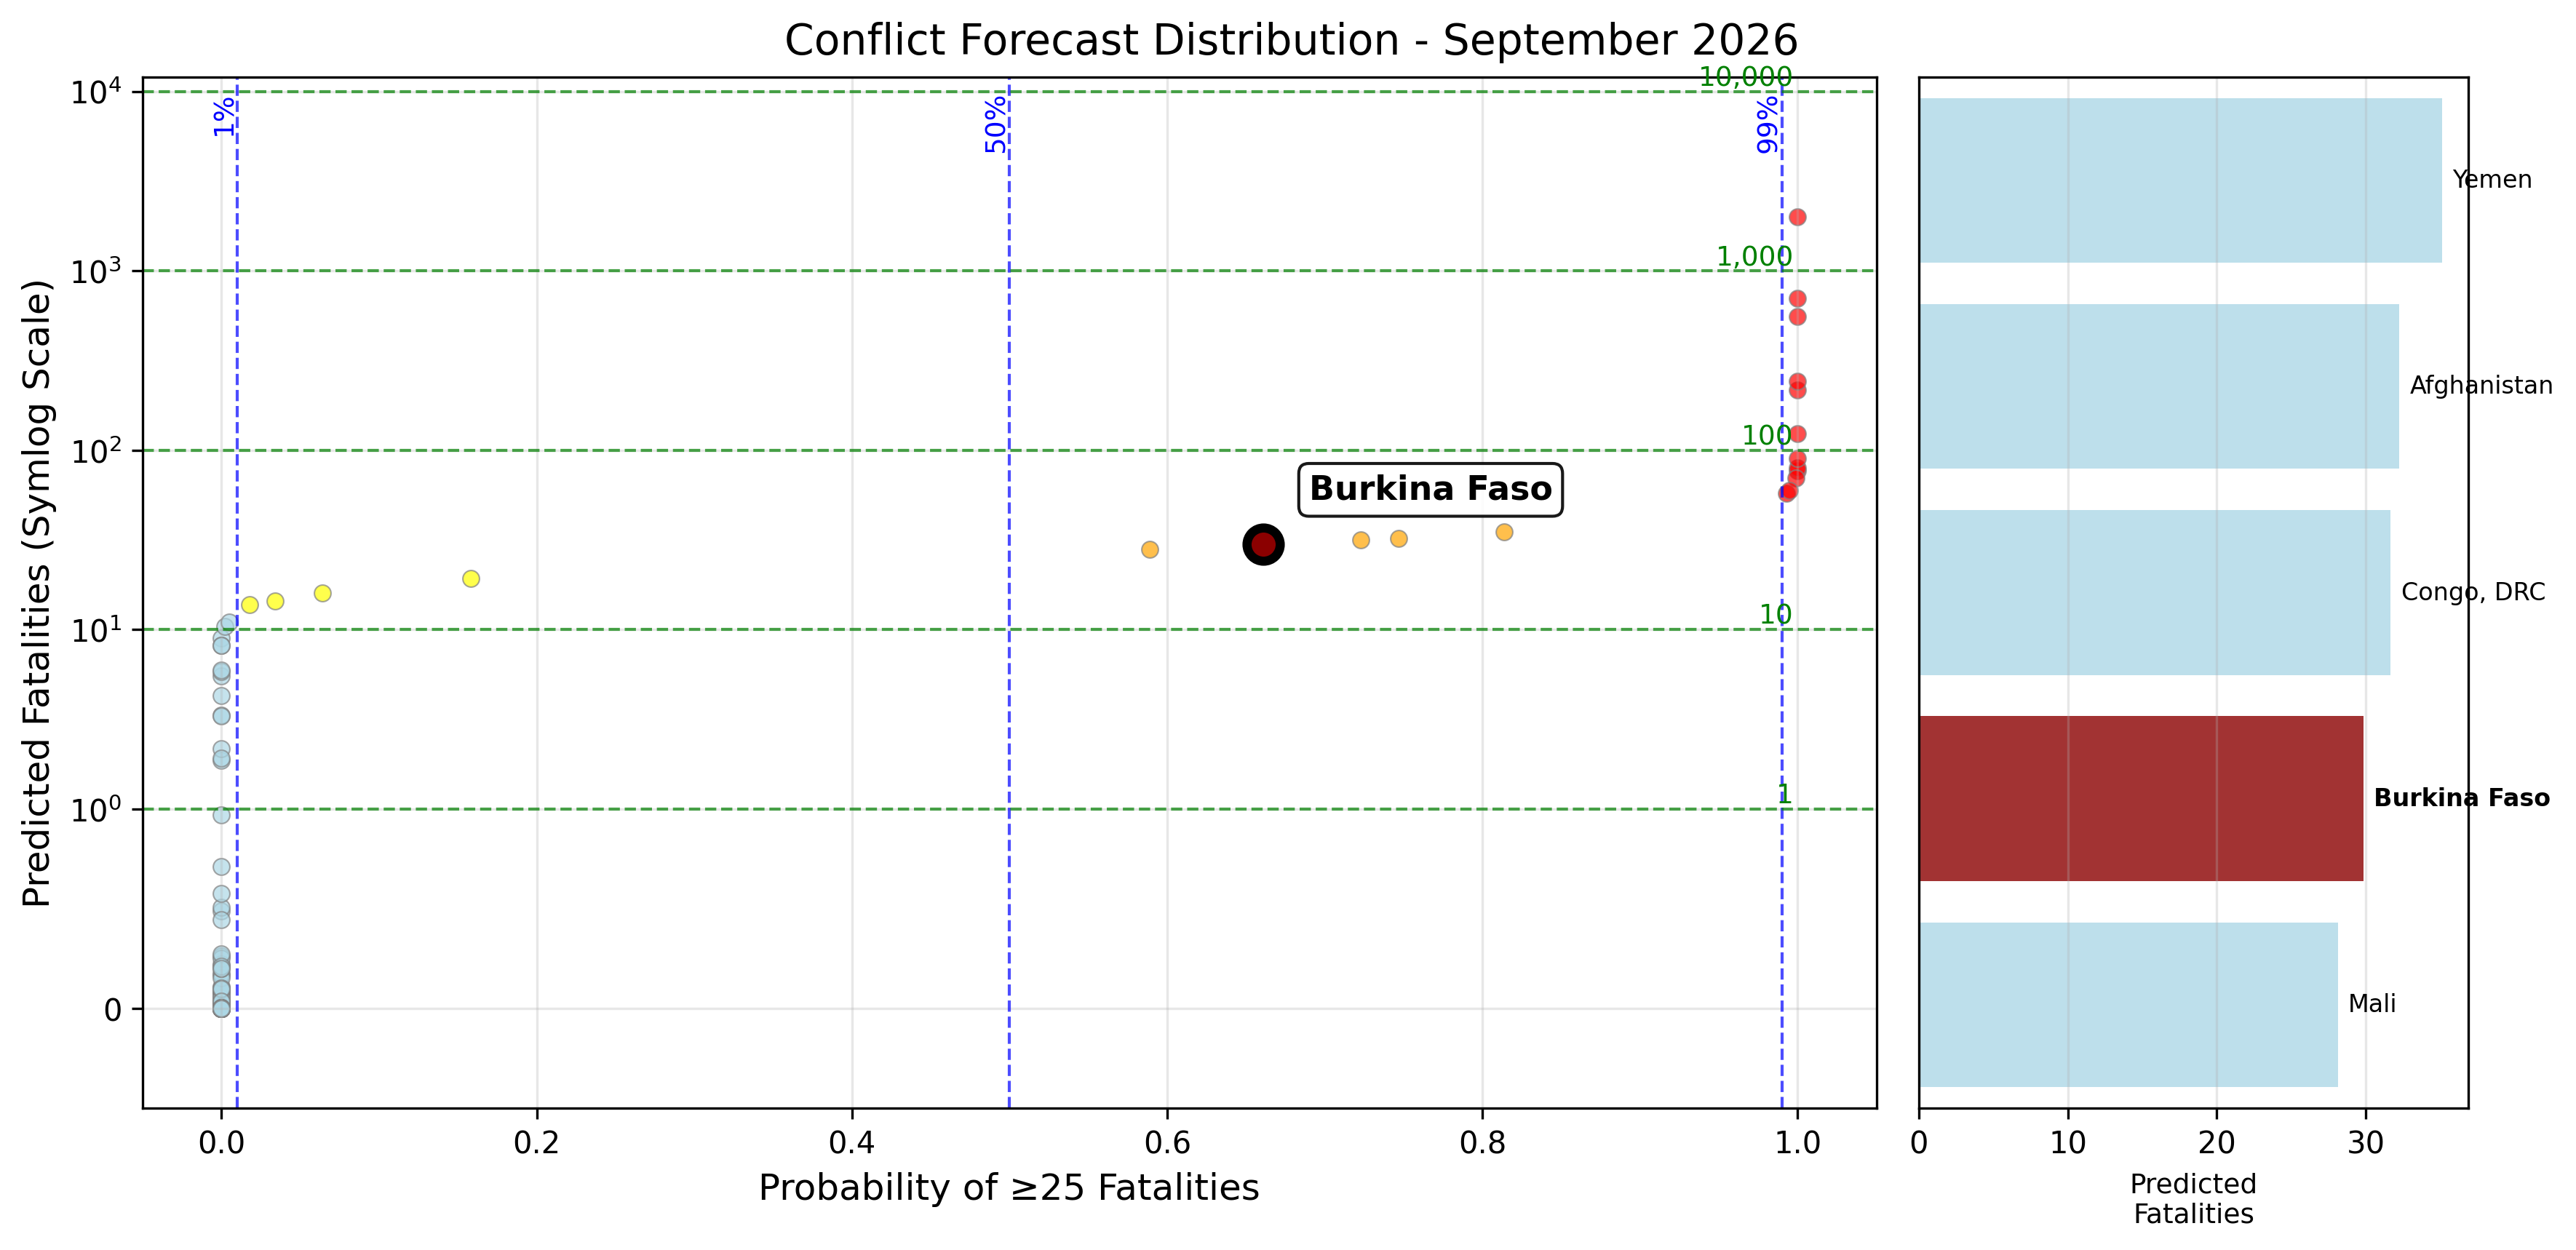 Conflict Forecast Distribution - September 2026
Predicted Fatalities (Symlog Scale)
10⁴
10³
10²
10¹
10⁰
0
1%
50%
99%
10,000
1,000
100
10
1
Burkina Faso
0.0 0.2 0.4 0.6 0.8 1.0
Probability of ≥25 Fatalities
Yemen
Afghanistan
Congo, DRC
Burkina Faso
Mali
0 10 20 30
Predicted
Fatalities